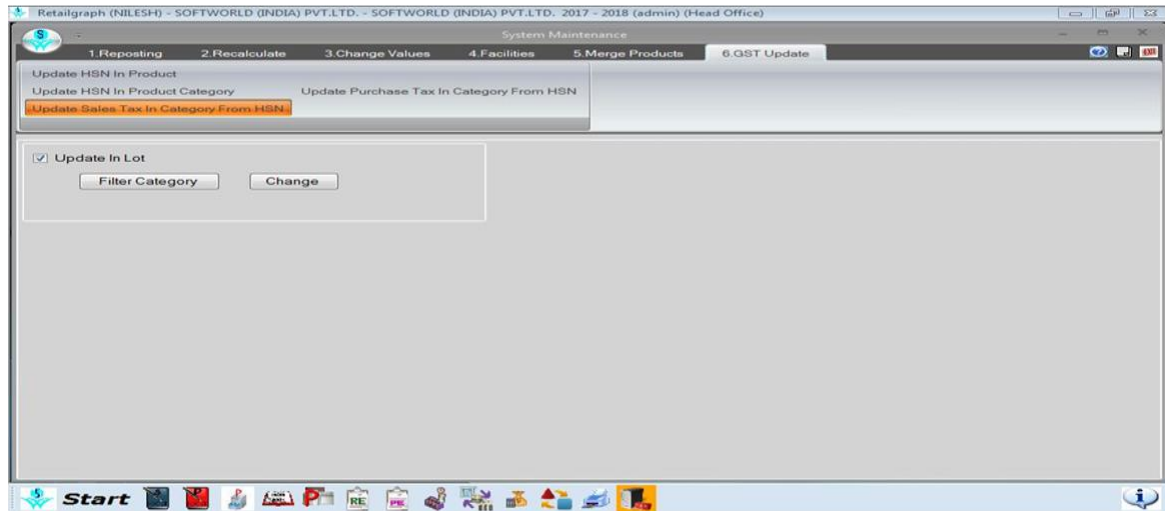 Retailgraph (NILESH) - SOFTWORLD (INDIA) PVT.LTD. - SOFTWORLD (INDIA) PVT.LTD. 2017 - 2018 (admin) (Head Office)
S
System Maintenance
1.Reposting 2.Recalculate 3.Change Values 4.Facilities 5.Merge Products 6.GST Update
EXIT
Update HSN In Product
Update HSN In Product Category Update Purchase Tax In Category From HSN
Update Sales Tax In Category From HSN
Update In Lot
Filter Category Change
Start P RE PE